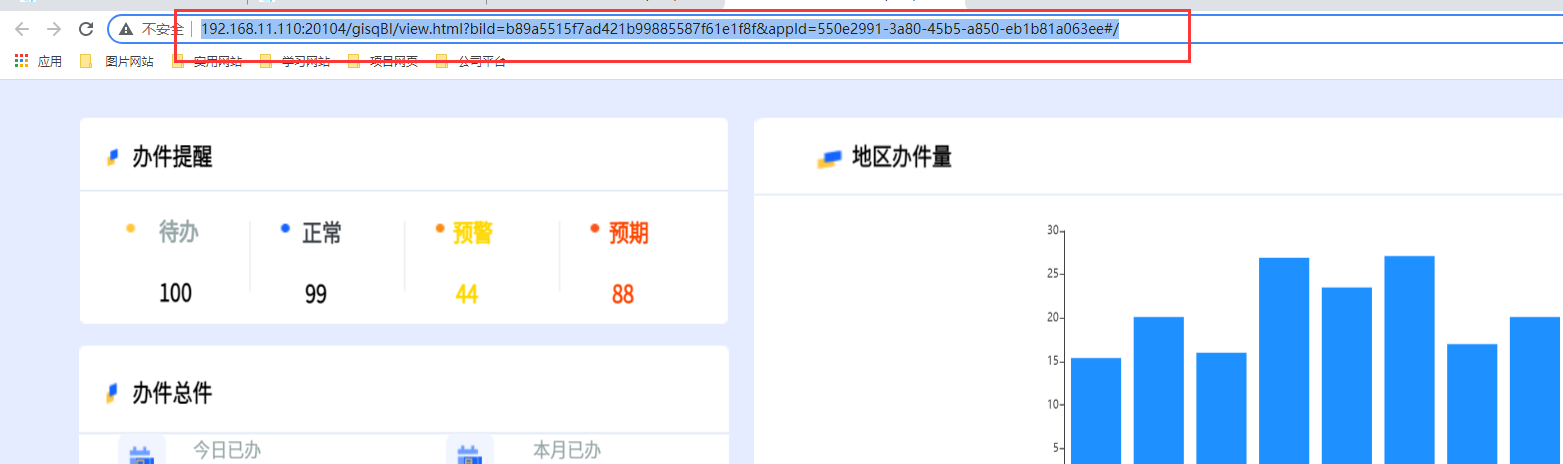 不安全 192.168.11.110:20104/gisqBI/view.html?biId=b89a5515f7ad421b99885587f61e1f8f&appId=550e2991-3a80-45b5-a850-eb1b81a063ee#/
应用 图片网站 实用网站 学习网站 项目网页 公司平台
办件提醒
待办 正常 预警 预期
100 99 44 88
办件总件
今日已办 本月已办
地区办件量
30
25
20
15
10
5